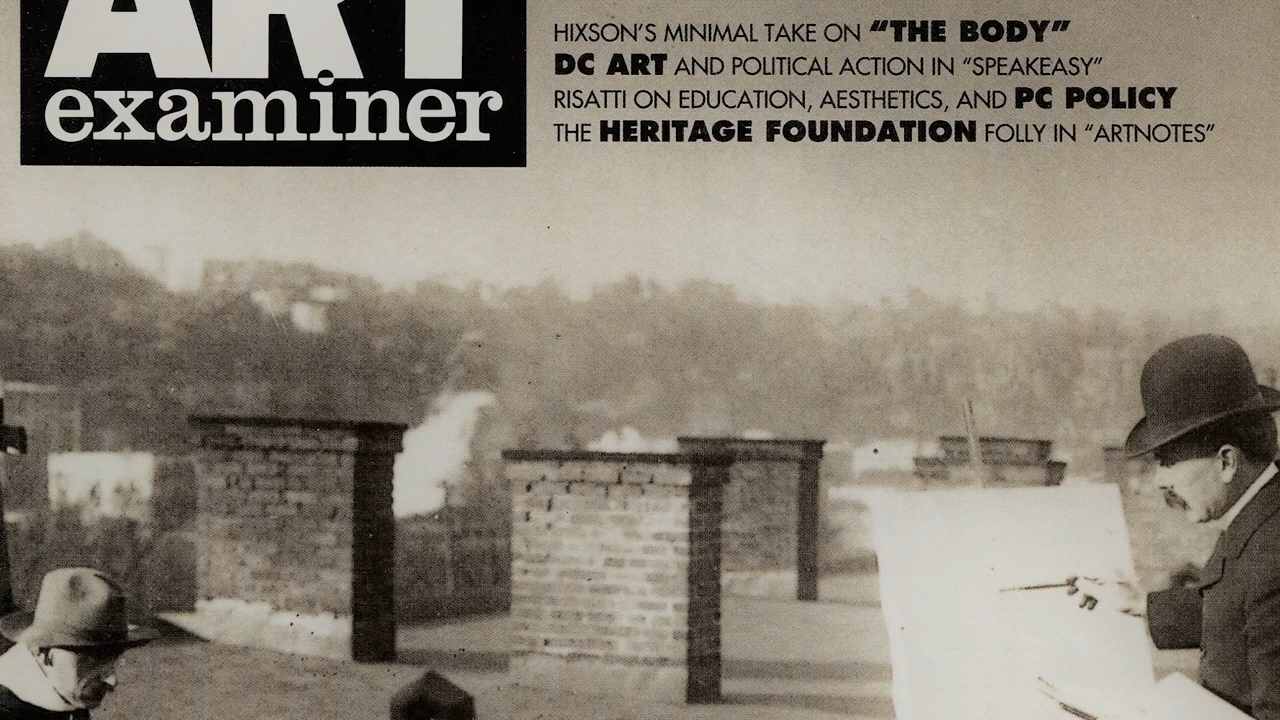 ART
examiner
HIXSON'S MINIMAL TAKE ON "THE BODY"
DC ART AND POLITICAL ACTION IN "SPEAKEASY"
RISATTI ON EDUCATION, AESTHETICS, AND PC POLICY
THE HERITAGE FOUNDATION FOLLY IN "ARTNOTES"